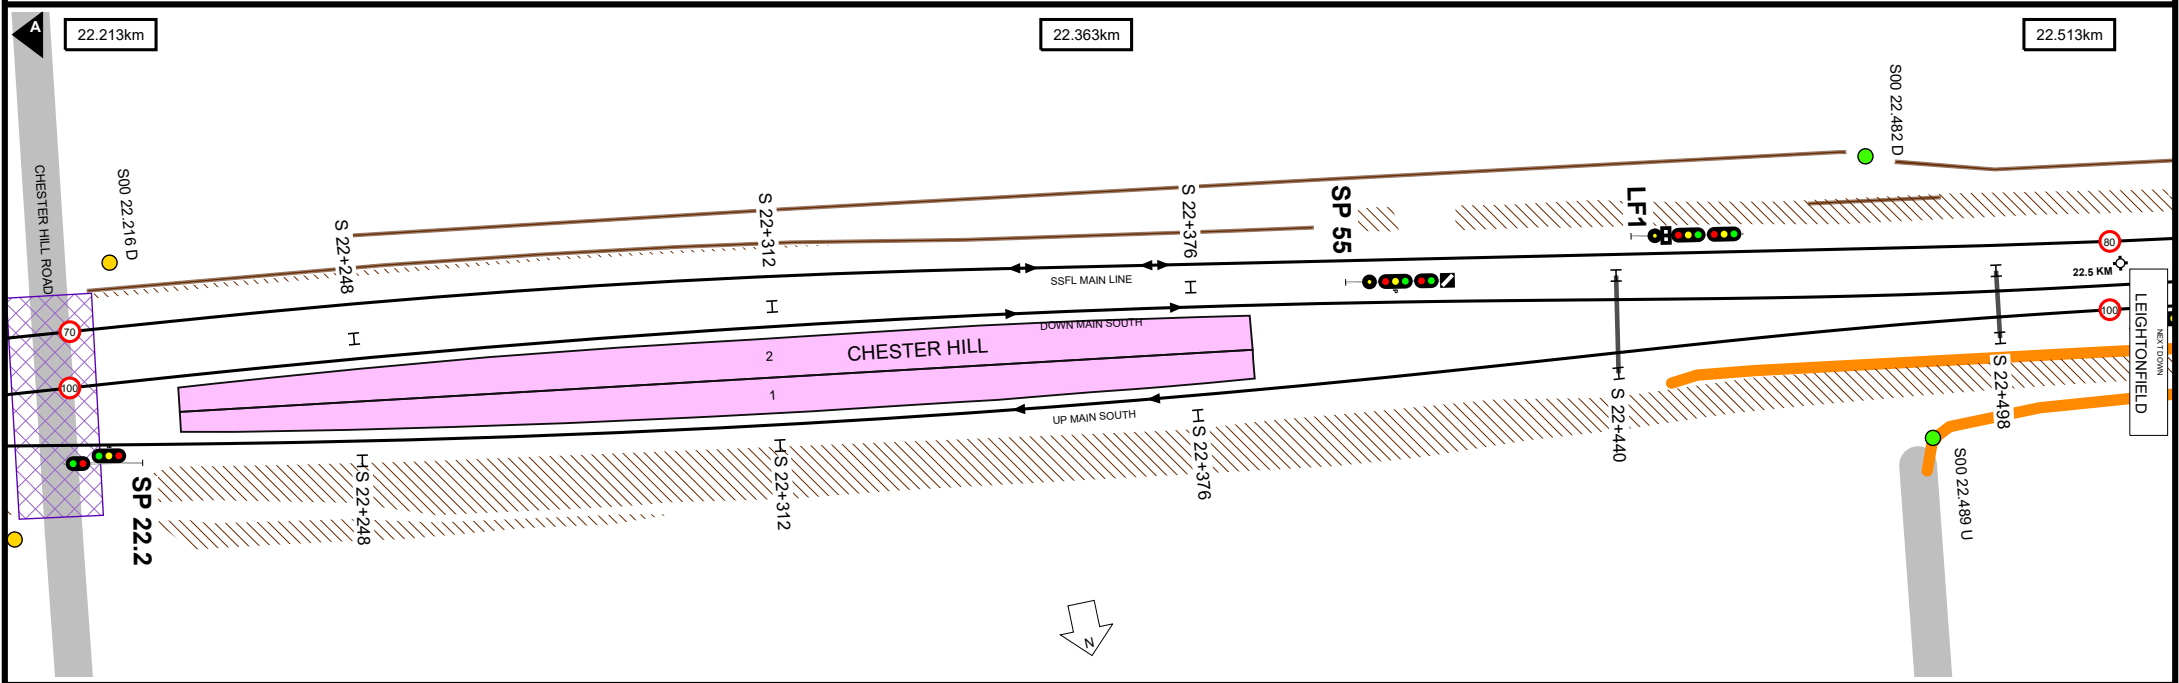 A
22.213km
22.363km
22.513km
CHESTER HILL ROAD
S00 22.216 D
S 22+248
S 22+312
S 22+376
SP 55
LF1
S00 22.482 D
80
22.5 KM
SSFL MAIN LINE
70
DOWN MAIN SOUTH
100
LEIGHTONFIELD
NEXT DOWN
2
CHESTER HILL
1
100
UP MAIN SOUTH
SP 22.2
S 22+248
S 22+312
S 22+376
S 22+440
S 22+498
S00 22.489 U
N